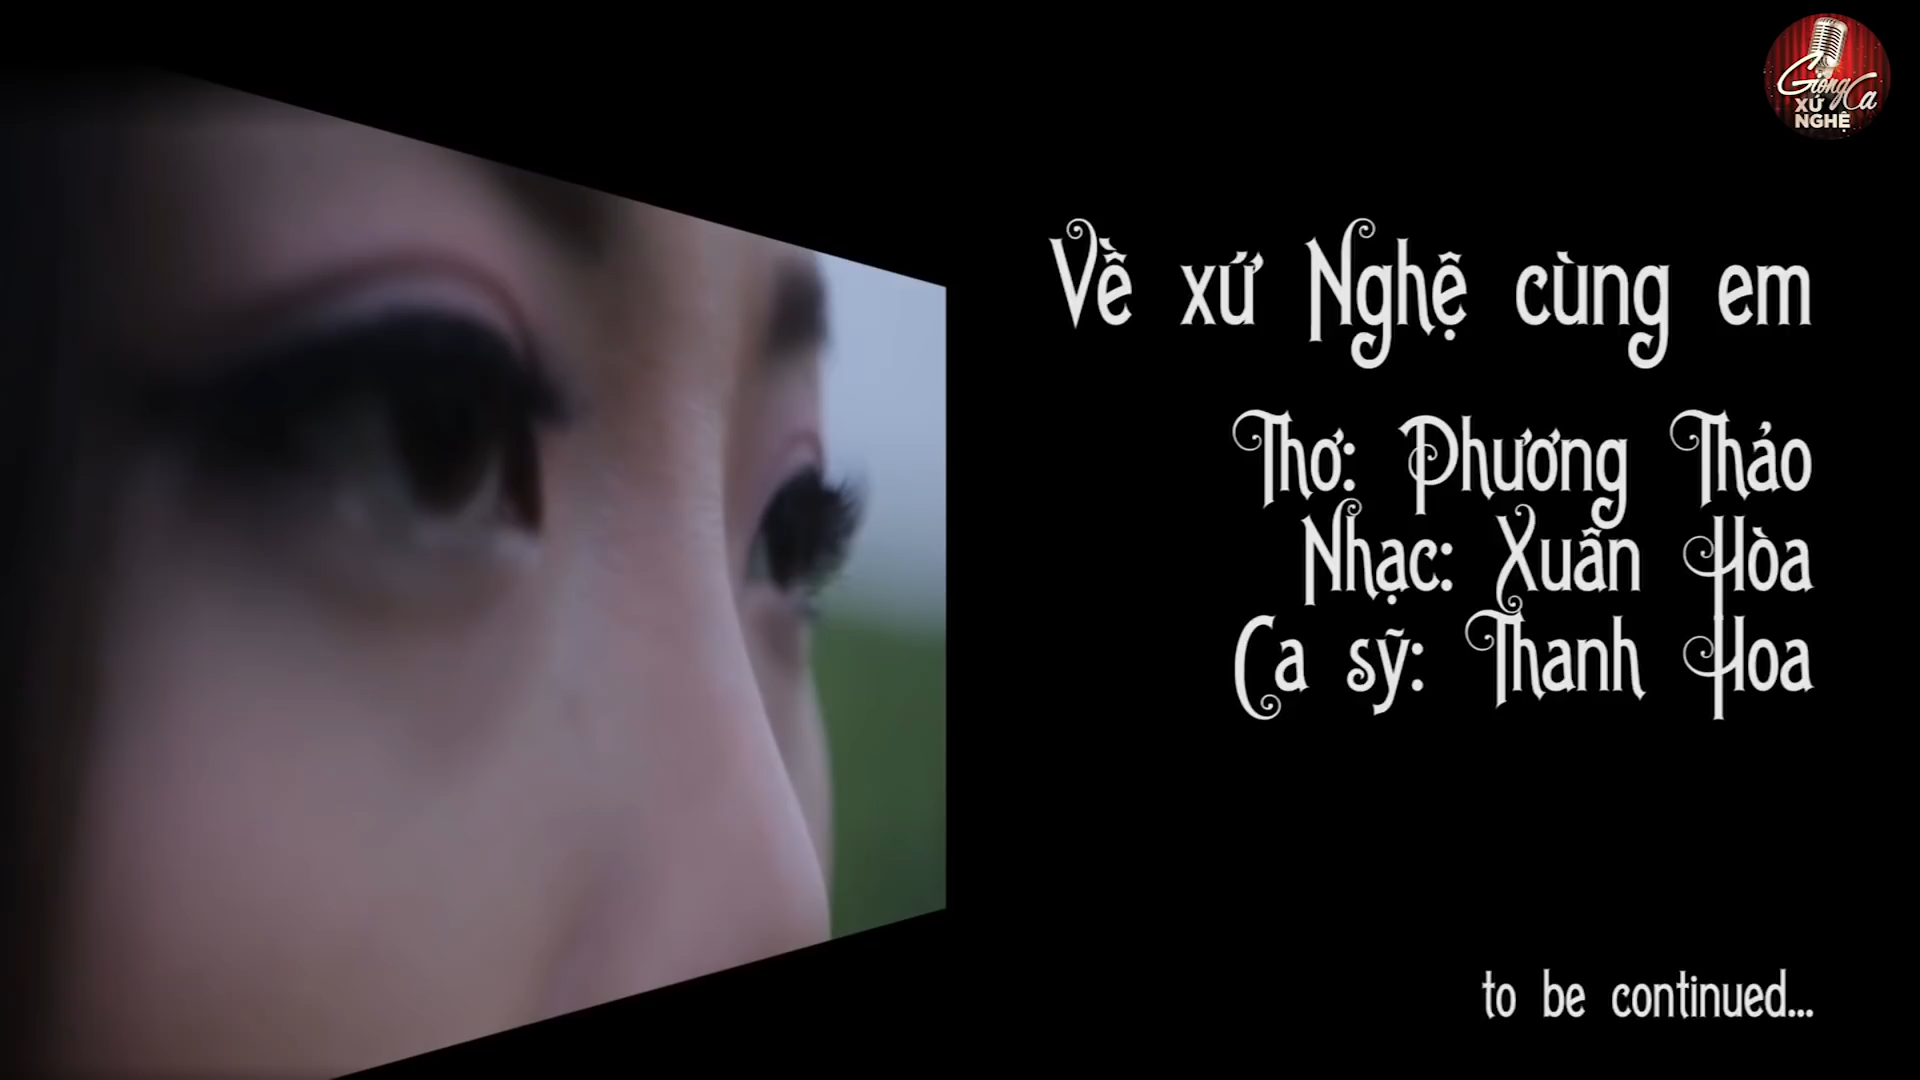 Giọng Ca
XỨ
NGHỆ
Về xứ Nghệ cùng em
Thơ: Phương Thảo
Nhạc: Xuân Hòa
Ca sỹ: Thanh Hoa
to be continued...